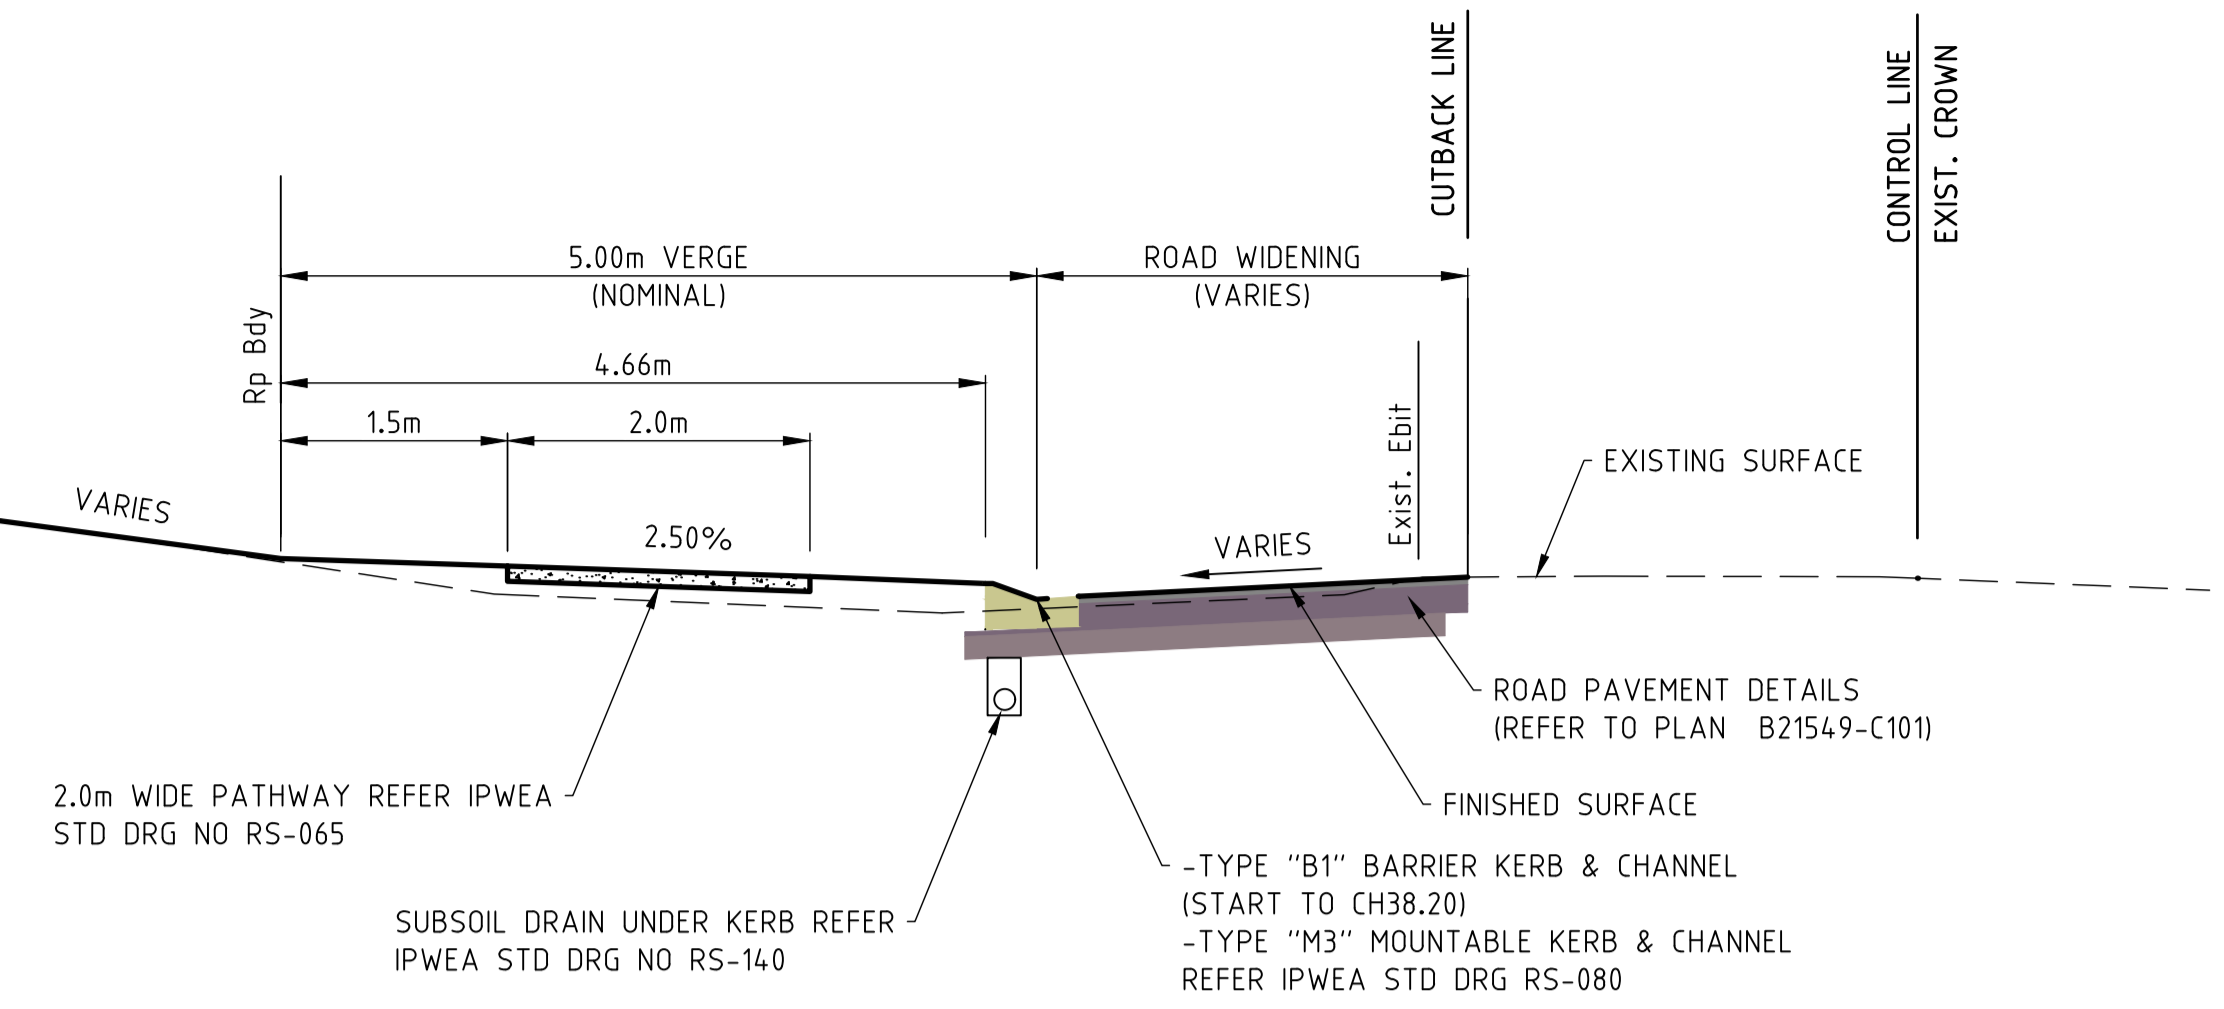 CUTBACK LINE
CONTROL LINE
EXIST. CROWN
5.00m VERGE
(NOMINAL)
ROAD WIDENING
(VARIES)
Rp Bdy
4.66m
1.5m
2.0m
Exist. Ebit
EXISTING SURFACE
VARIES
2.50%
VARIES
ROAD PAVEMENT DETAILS
(REFER TO PLAN B21549-C101)
2.0m WIDE PATHWAY REFER IPWEA
STD DRG NO RS-065
FINISHED SURFACE
-TYPE "B1" BARRIER KERB & CHANNEL
(START TO CH38.20)
-TYPE "M3" MOUNTABLE KERB & CHANNEL
REFER IPWEA STD DRG RS-080
SUBSOIL DRAIN UNDER KERB REFER
IPWEA STD DRG NO RS-140